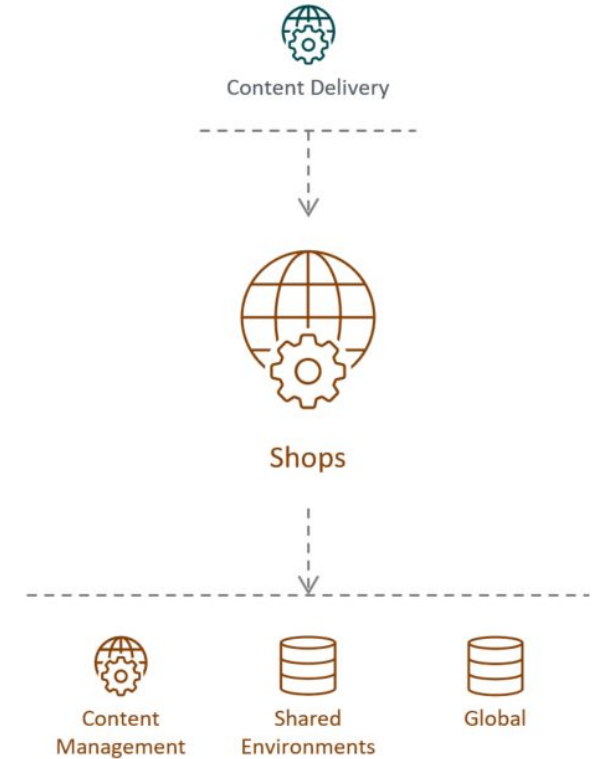 Content Delivery
Shops
Content
Management
Shared
Environments
Global